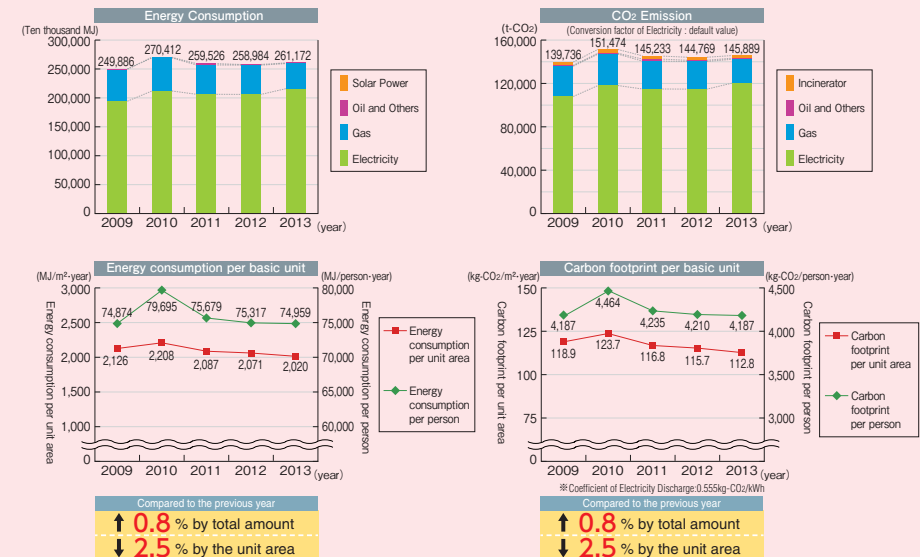 Energy Consumption
(Ten thousand MJ)
300,000
250,000
200,000
150,000
100,000
50,000
0
249,886
270,412
259,526
258,984
261,172
2009 2010 2011 2012 2013 (year)
Solar Power
Oil and Others
Gas
Electricity
CO2 Emission
(t-CO2)
(Conversion factor of Electricity : default value)
160,000
120,000
80,000
40,000
0
139,736
151,474
145,233
144,769
145,889
2009 2010 2011 2012 2013 (year)
Incinerator
Oil and Others
Gas
Electricity
Energy consumption per basic unit
(MJ/m²·year)
(MJ/person·year)
3,000
2,500
2,000
1,500
1,000
0
Energy consumption
per unit area
80,000
75,000
70,000
65,000
60,000
Energy consumption
per person
74,874
79,695
75,679
75,317
74,959
2,126
2,208
2,087
2,071
2,020
2009 2010 2011 2012 2013 (year)
Energy
consumption
per unit area
Energy
consumption
per person
Carbon footprint per basic unit
(kg-CO2/m²·year)
(kg-CO2/person·year)
150
125
100
75
0
Carbon
footprint per unit area
4,500
4,000
3,500
3,000
Carbon
footprint per person
4,187
4,464
4,235
4,210
4,187
118.9
123.7
116.8
115.7
112.8
2009 2010 2011 2012 2013 (year)
※Coefficient of Electricity Discharge:0.555kg-CO2/kWh
Carbon
footprint
per unit area
Carbon
footprint
per person
Compared to the previous year
↑ 0.8 % by total amount
↓ 2.5 % by the unit area
Compared to the previous year
↑ 0.8 % by total amount
↓ 2.5 % by the unit area